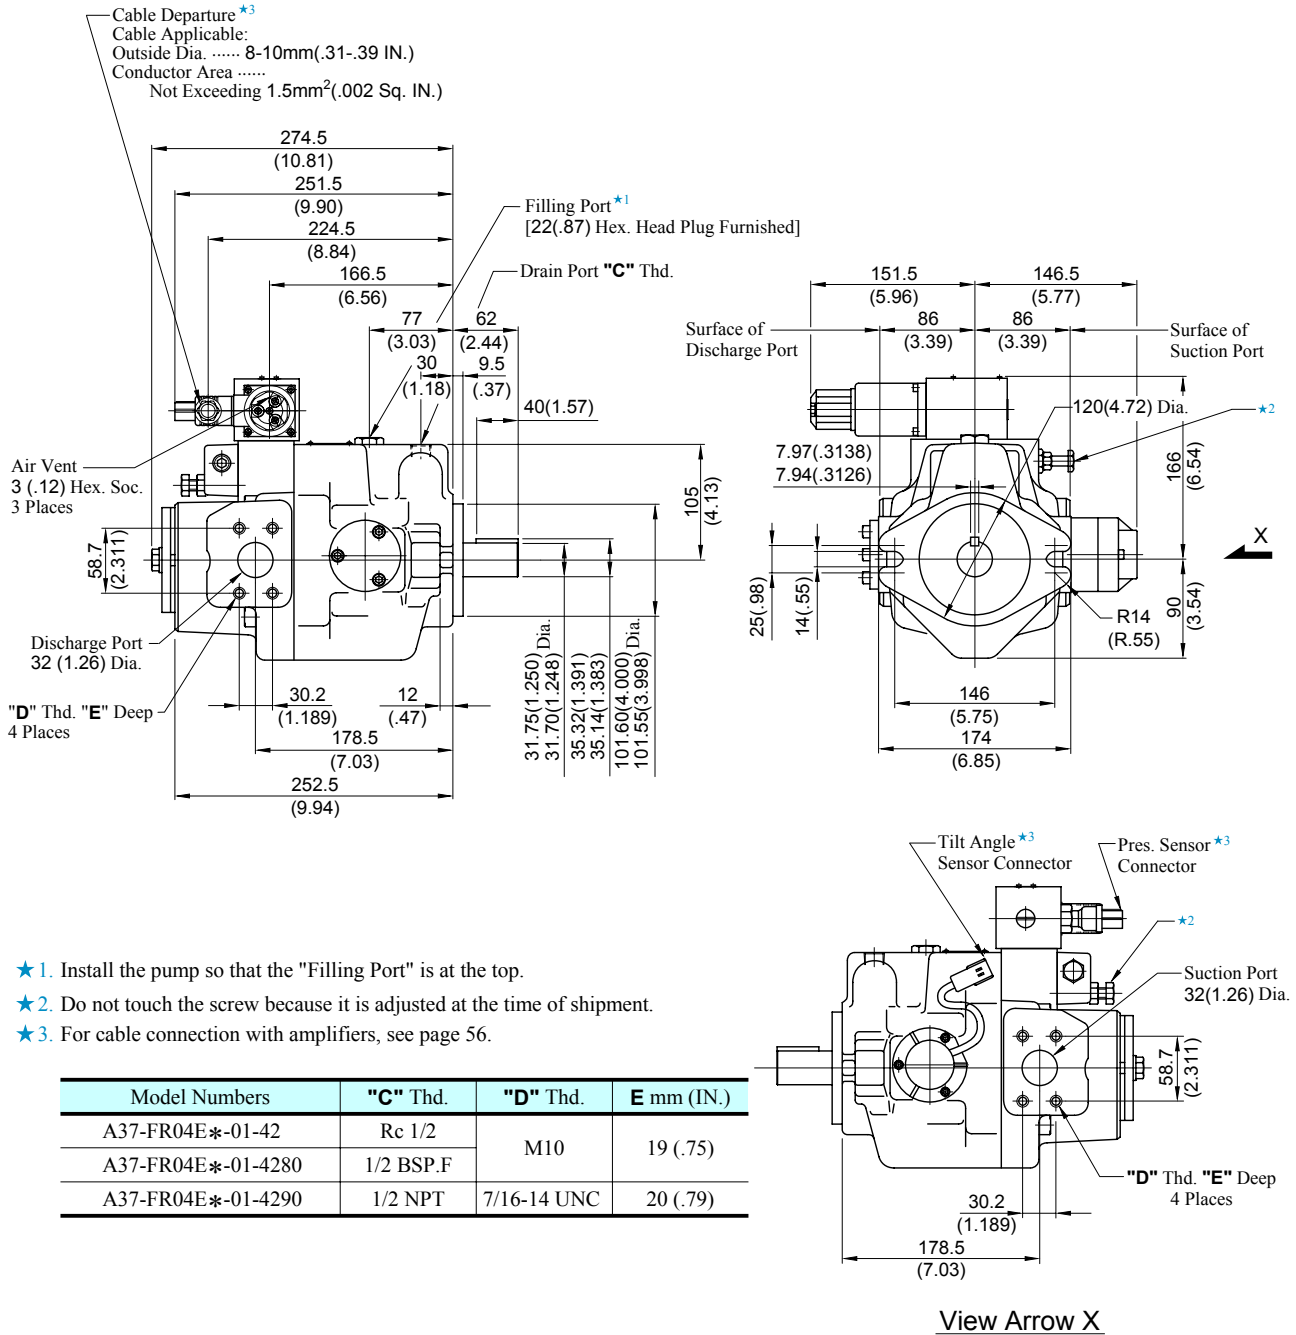 Cable Departure ★3
Cable Applicable:
Outside Dia. ······ 8-10mm(.31-.39 IN.)
Conductor Area ······
Not Exceeding 1.5mm²(.002 Sq. IN.)
274.5
(10.81)
251.5
(9.90)
224.5
(8.84)
166.5
(6.56)
77
(3.03)
62
(2.44)
30
(1.18)
9.5
(.37)
40(1.57)
Filling Port★1
[22(.87) Hex. Head Plug Furnished]
Drain Port "C" Thd.
Air Vent
3 (.12) Hex. Soc.
3 Places
58.7
(2.311)
105
(4.13)
Discharge Port
32 (1.26) Dia.
"D" Thd. "E" Deep
4 Places
30.2
(1.189)
12
(.47)
178.5
(7.03)
252.5
(9.94)
31.75(1.250)
31.70(1.248)
Dia.
35.32(1.391)
35.14(1.383)
101.60(4.000)
101.55(3.998)
Dia.
151.5
(5.96)
146.5
(5.77)
86
(3.39)
86
(3.39)
Surface of
Discharge Port
Surface of
Suction Port
120(4.72) Dia.
★2
7.97(.3138)
7.94(.3126)
166
(6.54)
X
25(.98)
14(.55)
90
(3.54)
R14
(R.55)
146
(5.75)
174
(6.85)
Tilt Angle ★3
Sensor Connector
Pres. Sensor ★3
Connector
★2
Suction Port
32(1.26) Dia.
58.7
(2.311)
"D" Thd. "E" Deep
4 Places
30.2
(1.189)
178.5
(7.03)
View Arrow X
★1. Install the pump so that the "Filling Port" is at the top.
★2. Do not touch the screw because it is adjusted at the time of shipment.
★3. For cable connection with amplifiers, see page 56.
Model Numbers "C" Thd. "D" Thd. E mm (IN.)
A37-FR04E∗-01-42 Rc 1/2 M10 19 (.75)
A37-FR04E∗-01-4280 1/2 BSP.F
A37-FR04E∗-01-4290 1/2 NPT 7/16-14 UNC 20 (.79)